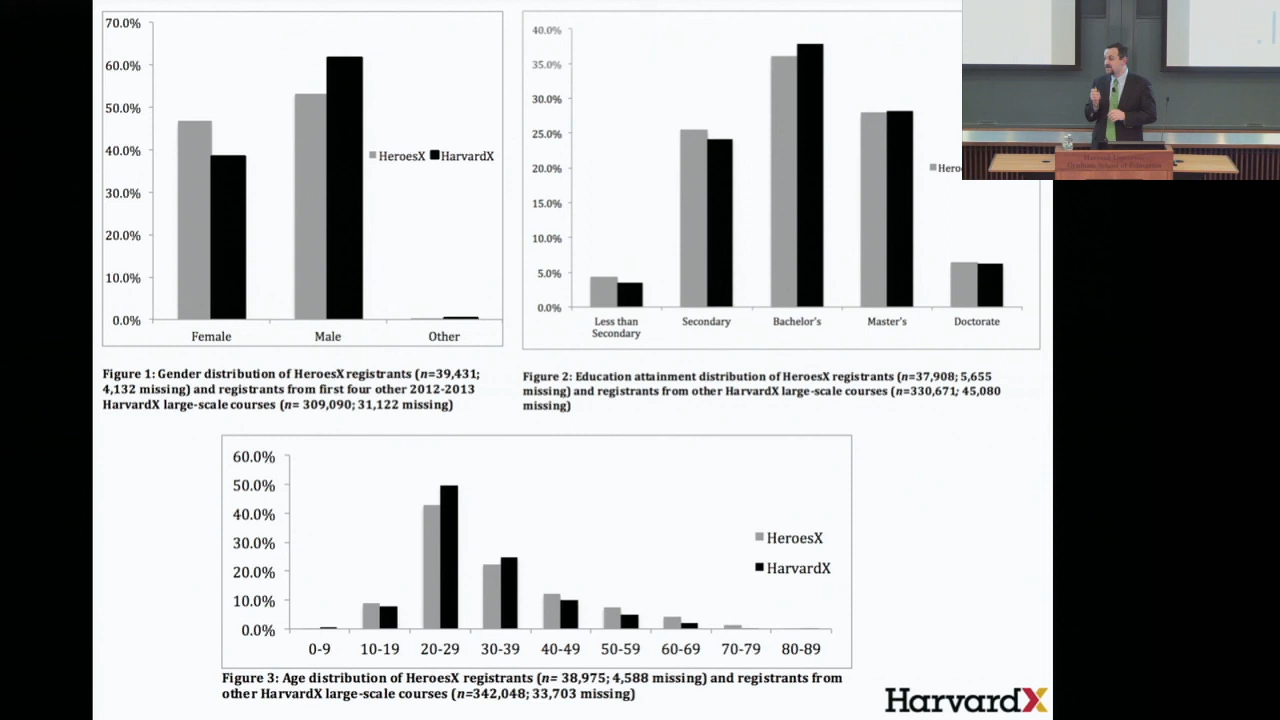 70.0%
60.0%
50.0%
40.0%
30.0%
20.0%
10.0%
0.0%
Female
Male
Other
HeroesX
HarvardX
Figure 1: Gender distribution of HeroesX registrants (n=39,431;
4,132 missing) and registrants from first four other 2012-2013
HarvardX large-scale courses (n= 309,090; 31,122 missing)
40.0%
35.0%
30.0%
25.0%
20.0%
15.0%
10.0%
5.0%
0.0%
Less than
Secondary
Secondary
Bachelor's
Master's
Doctorate
Heroe
Figure 2: Education attainment distribution of HeroesX registrants (n=37,908; 5,655
missing) and registrants from other HarvardX large-scale courses (n=330,671; 45,080
missing)
Harvard University
Graduate School of Education
60.0%
50.0%
40.0%
30.0%
20.0%
10.0%
0.0%
0-9
10-19
20-29
30-39
40-49
50-59
60-69
70-79
80-89
HeroesX
HarvardX
Figure 3: Age distribution of HeroesX registrants (n= 38,975; 4,588 missing) and registrants from
other HarvardX large-scale courses (n=342,048; 33,703 missing)
HarvardX